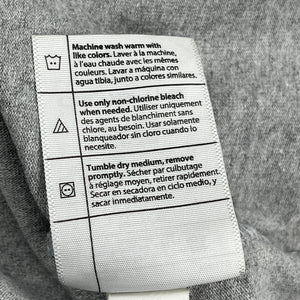 Machine wash warm with
like colors. Laver à la machine,
à l'eau chaude avec les mêmes
couleurs. Lavar a máquina con
agua tibia, junto a colores similares.
Use only non-chlorine bleach
when needed. Utiliser uniquement
des agents de blanchiment sans
chlore, au besoin. Usar solamente
blanqueador sin cloro cuando lo
necesite.
Tumble dry medium, remove
promptly. Sécher par culbutage
à réglage moyen, retirer rapidement.
Secar en secadora en ciclo medio, y
sacar inmediatamente.